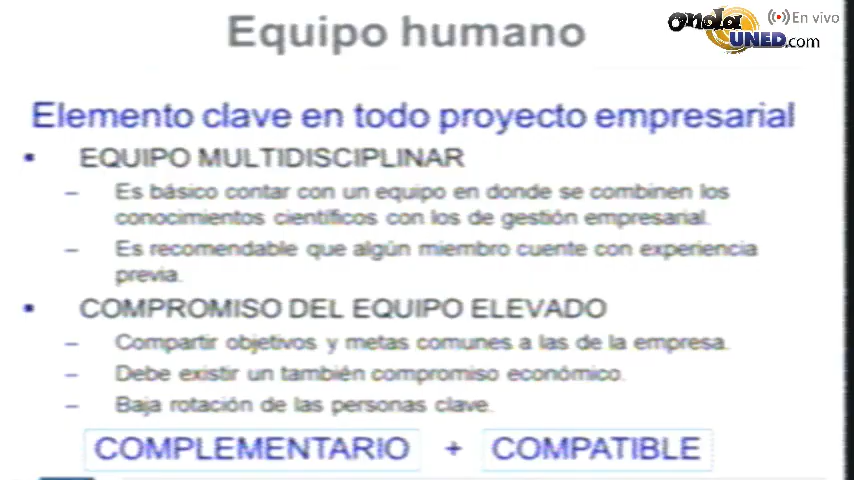 Equipo humano
onola
UNED.com
En vivo
Elemento clave en todo proyecto empresarial
▪ EQUIPO MULTIDISCIPLINAR
– Es básico contar con un equipo en donde se combinen los
conocimientos científicos con los de gestión empresarial.
– Es recomendable que algún miembro cuente con experiencia
previa.
▪ COMPROMISO DEL EQUIPO ELEVADO
– Compartir objetivos y metas comunes a las de la empresa.
– Debe existir un también compromiso económico.
– Baja rotación de las personas clave.
COMPLEMENTARIO + COMPATIBLE